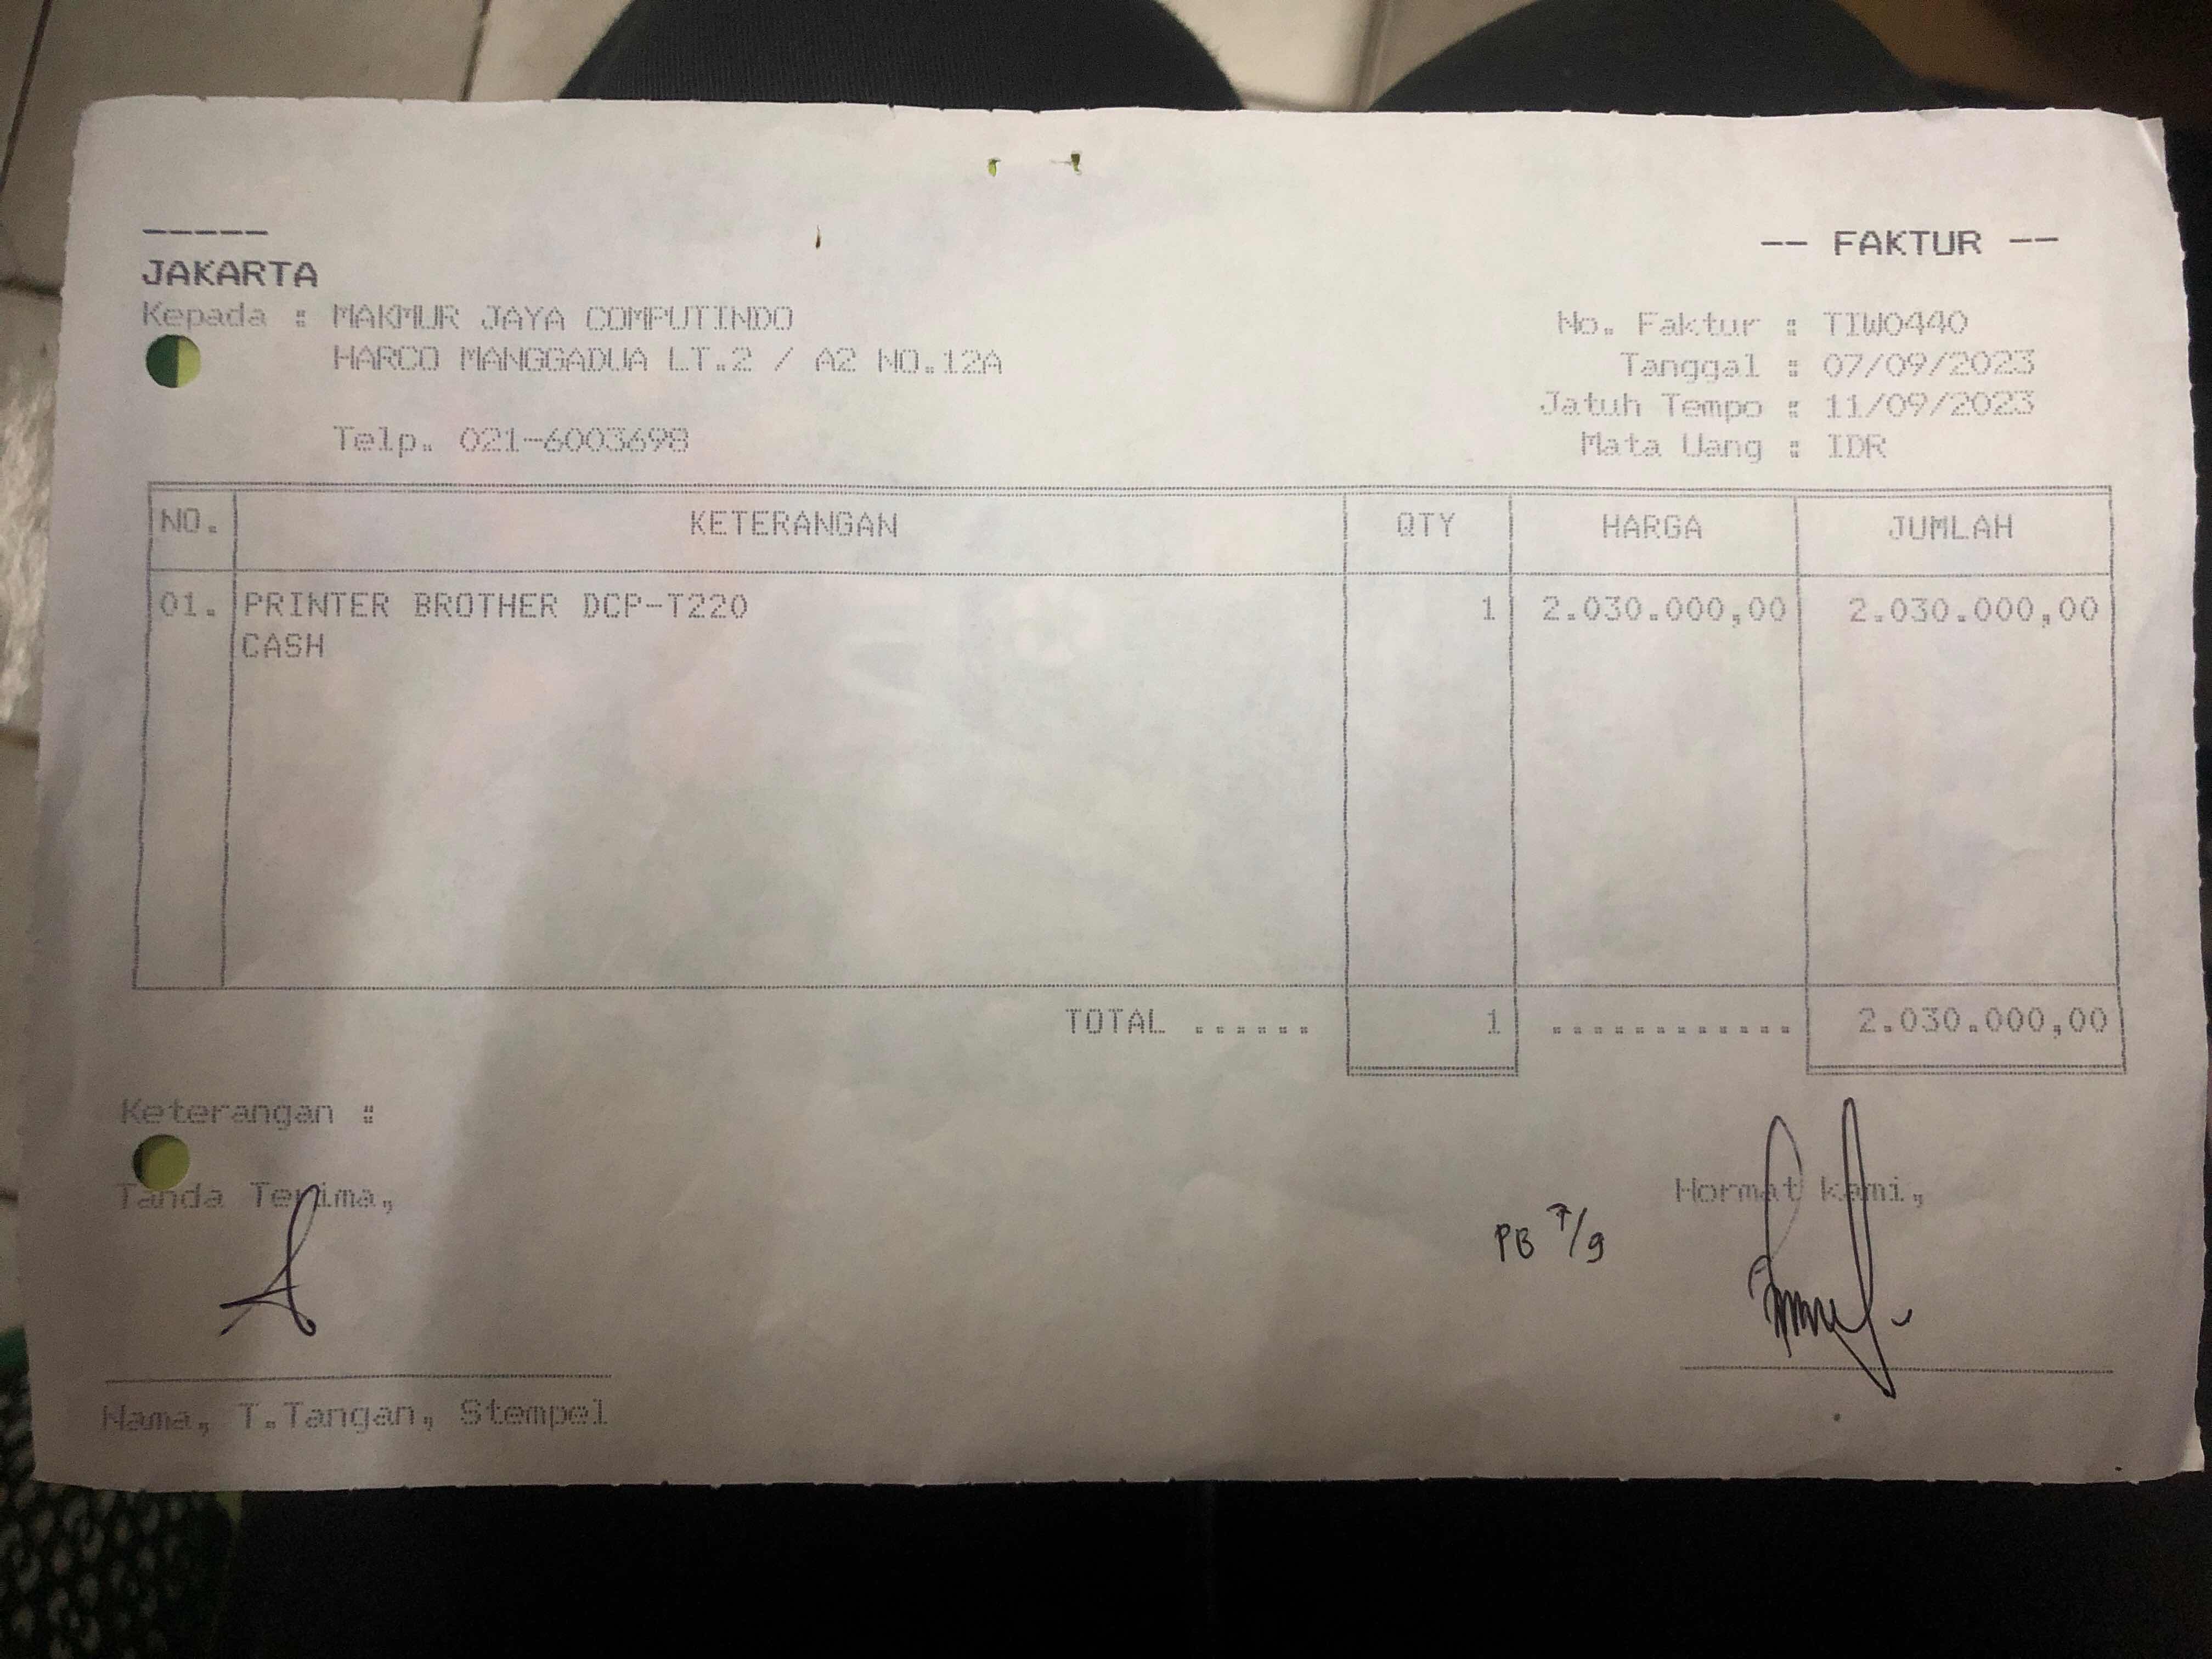 -----
-- FAKTUR --
JAKARTA
Kepada : MAKMUR JAYA COMPUTINDO
HARCO MANGGADUA LT.2 / A2 NO.12A
Telp. 021-6003698
No. Faktur : TIW0440
Tanggal : 07/09/2023
Jatuh Tempo : 11/09/2023
Mata Uang : IDR
NO. KETERANGAN QTY HARGA JUMLAH
01. PRINTER BROTHER DCP-T220 1 2.030.000,00 2.030.000,00
CASH
TOTAL ...... 1 ............ 2.030.000,00
Keterangan :
Tanda Terima,
Hormat kami,
PB 7/9
Nama, T.Tangan, Stempel